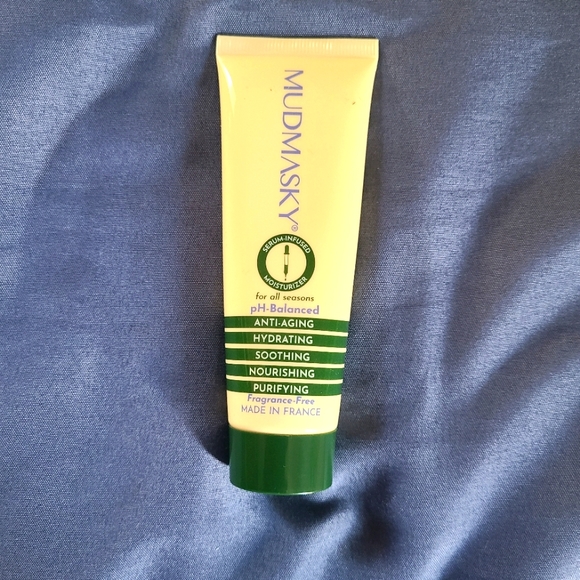 MUDMASKY®
SERUM-INFUSED
MOISTURIZER
for all seasons
pH-Balanced
ANTI-AGING
HYDRATING
SOOTHING
NOURISHING
PURIFYING
Fragrance-Free
MADE IN FRANCE